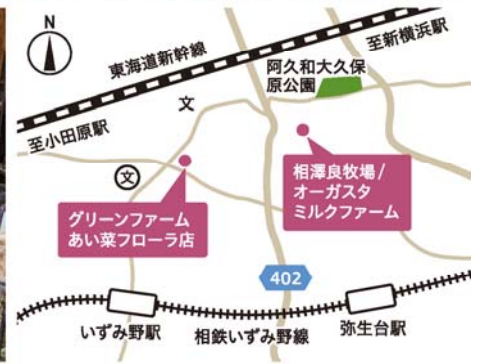 N
東海道新幹線
至新横浜駅
阿久和大久保
原公園
文
至小田原駅
文
相澤良牧場/
オーガスタ
ミルクファーム
グリーンファーム
あい菜フローラ店
402
いずみ野駅
相鉄いずみ野線
弥生台駅